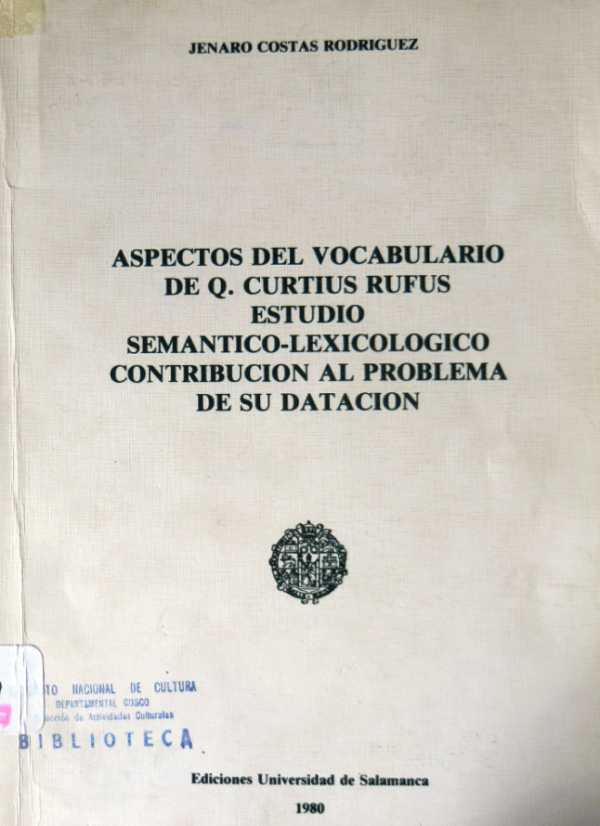 JENARO COSTAS RODRIGUEZ
ASPECTOS DEL VOCABULARIO
DE Q. CURTIUS RUFUS
ESTUDIO
SEMANTICO-LEXICOLOGICO
CONTRIBUCION AL PROBLEMA
DE SU DATACION
NACIONAL DE CULTURA
DEPARTAMENTAL CUSCO
de Actividades Culturales
BIBLIOTECA
Ediciones Universidad de Salamanca
1980